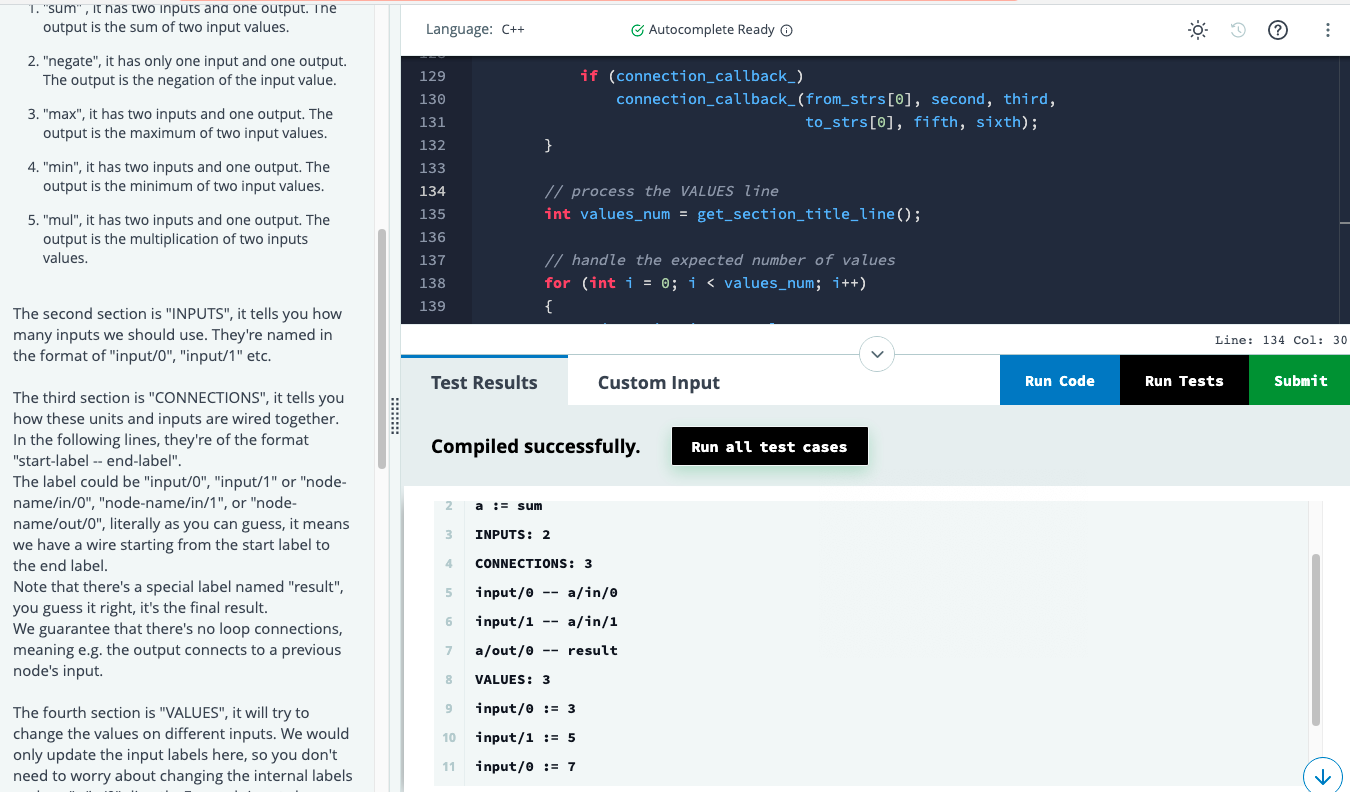 1. "sum" , it has two inputs and one output. The
output is the sum of two input values.
2. "negate", it has only one input and one output.
The output is the negation of the input value.
3. "max", it has two inputs and one output. The
output is the maximum of two input values.
4. "min", it has two inputs and one output. The
output is the minimum of two input values.
5. "mul", it has two inputs and one output. The
output is the multiplication of two inputs
values.
The second section is "INPUTS", it tells you how
many inputs we should use. They're named in
the format of "input/0", "input/1" etc.
The third section is "CONNECTIONS", it tells you
how these units and inputs are wired together.
In the following lines, they're of the format
"start-label -- end-label".
The label could be "input/0", "input/1" or "node-
name/in/0", "node-name/in/1", or "node-
name/out/0", literally as you can guess, it means
we have a wire starting from the start label to
the end label.
Note that there's a special label named "result",
you guess it right, it's the final result.
We guarantee that there's no loop connections,
meaning e.g. the output connects to a previous
node's input.
The fourth section is "VALUES", it will try to
change the values on different inputs. We would
only update the input labels here, so you don't
need to worry about changing the internal labels
Language: C++
Autocomplete Ready
129 if (connection_callback_)
130 connection_callback_(from_strs[0], second, third,
131 to_strs[0], fifth, sixth);
132 }
133
134 // process the VALUES line
135 int values_num = get_section_title_line();
136
137 // handle the expected number of values
138 for (int i = 0; i < values_num; i++)
139 {
Line: 134 Col: 30
Test Results
Custom Input
Run Code
Run Tests
Submit
Compiled successfully.
Run all test cases
2 a := sum
3 INPUTS: 2
4 CONNECTIONS: 3
5 input/0 -- a/in/0
6 input/1 -- a/in/1
7 a/out/0 -- result
8 VALUES: 3
9 input/0 := 3
10 input/1 := 5
11 input/0 := 7